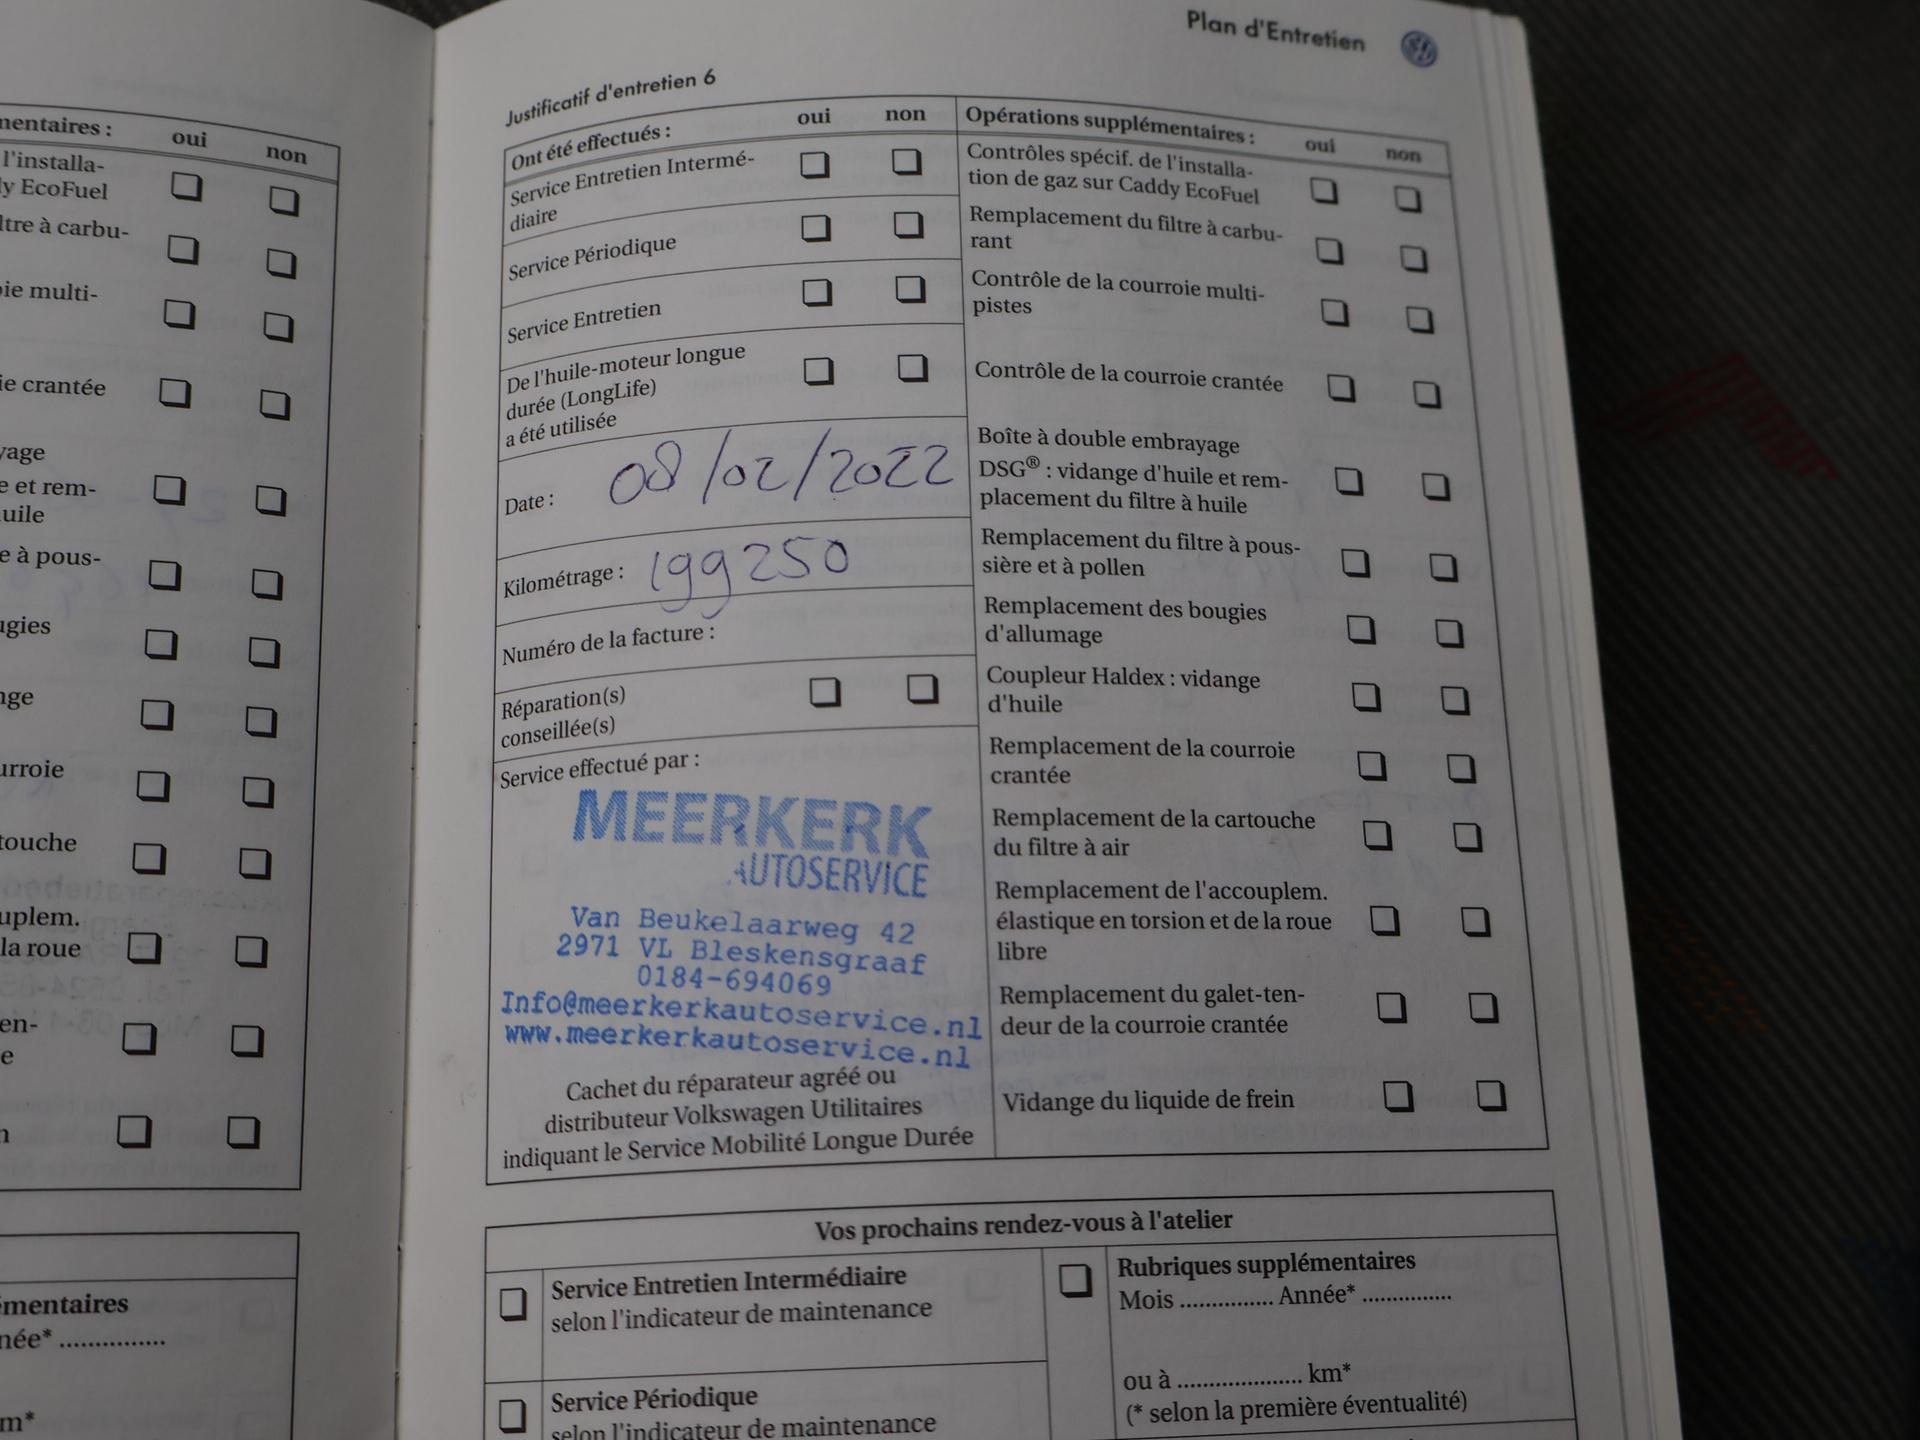 mentaires :
oui
non
l'installa-
dy EcoFuel
ltre à carbu-
ie multi-
ie crantée
yage
e et rem-
uile
e à pous-
ugies
nge
urroie
touche
uplem.
la roue
en-
e
n
émentaires
née* ...............
m*
Plan d'Entretien
Justificatif d'entretien 6
Ont été effectués :
oui
non
Service Entretien Intermé-
diaire
Service Périodique
Service Entretien
De l'huile-moteur longue
durée (LongLife)
a été utilisée
Date : 08/02/2022
Kilométrage : 199250
Numéro de la facture :
Réparation(s)
conseillée(s)
Service effectué par :
MEERKERK
AUTOSERVICE
Van Beukelaarweg 42
2971 VL Bleskensgraaf
0184-694069
Info@meerkerkautoservice.nl
www.meerkerkautoservice.nl
Cachet du réparateur agréé ou
distributeur Volkswagen Utilitaires
indiquant le Service Mobilité Longue Durée
Opérations supplémentaires :
oui
non
Contrôles spécif. de l'installa-
tion de gaz sur Caddy EcoFuel
Remplacement du filtre à carbu-
rant
Contrôle de la courroie multi-
pistes
Contrôle de la courroie crantée
Boîte à double embrayage
DSG® : vidange d'huile et rem-
placement du filtre à huile
Remplacement du filtre à pous-
sière et à pollen
Remplacement des bougies
d'allumage
Coupleur Haldex : vidange
d'huile
Remplacement de la courroie
crantée
Remplacement de la cartouche
du filtre à air
Remplacement de l'accouplem.
élastique en torsion et de la roue
libre
Remplacement du galet-ten-
deur de la courroie crantée
Vidange du liquide de frein
Vos prochains rendez-vous à l'atelier
Service Entretien Intermédiaire
selon l'indicateur de maintenance
Service Périodique
selon l'indicateur de maintenance
Rubriques supplémentaires
Mois ............... Année* ..............
ou à .................... km*
(* selon la première éventualité)